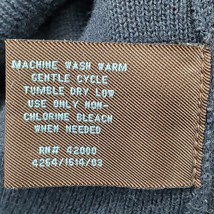 MACHINE WASH WARM
GENTLE CYCLE
TUMBLE DRY LOW
USE ONLY NON-
CHLORINE BLEACH
WHEN NEEDED
RN# 42000
4264/1614/03